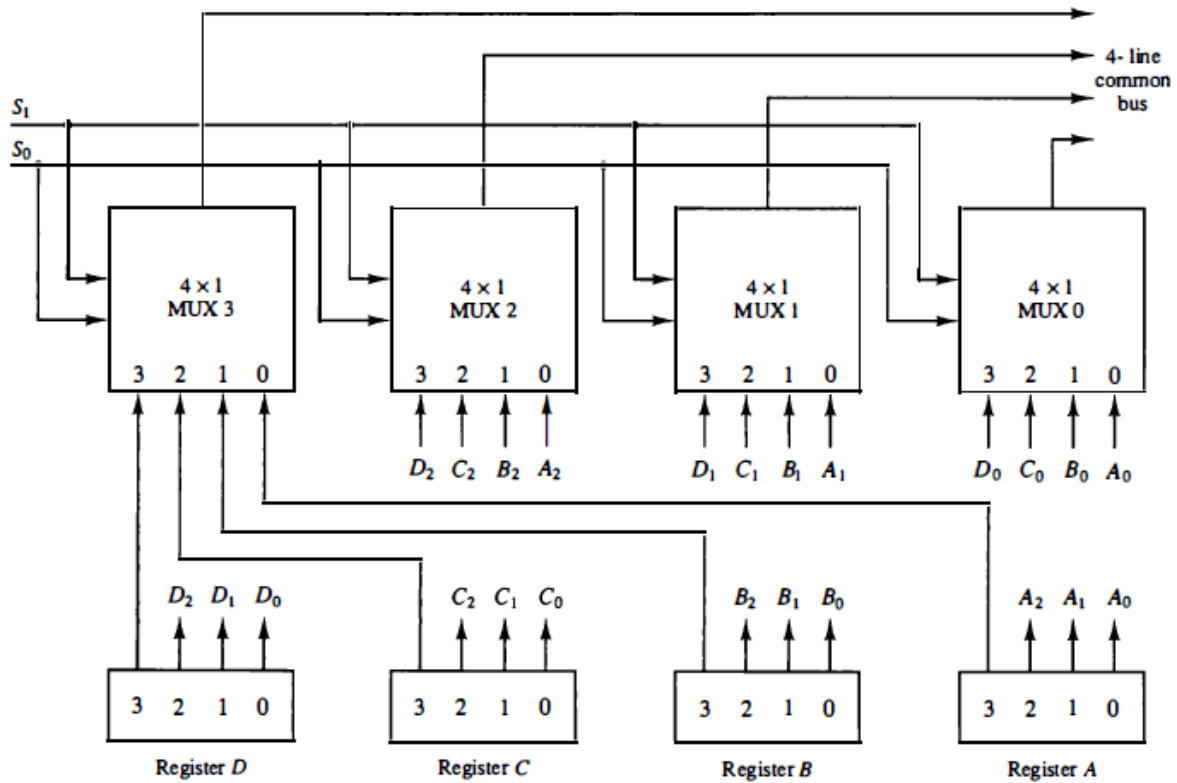 4- line
common
bus
S₁
S₀
4 × 1
MUX 3
4 × 1
MUX 2
4 × 1
MUX 1
4 × 1
MUX 0
3 2 1 0
3 2 1 0
3 2 1 0
3 2 1 0
D₂ C₂ B₂ A₂
D₁ C₁ B₁ A₁
D₀ C₀ B₀ A₀
D₂ D₁ D₀
C₂ C₁ C₀
B₂ B₁ B₀
A₂ A₁ A₀
3 2 1 0
3 2 1 0
3 2 1 0
3 2 1 0
Register D
Register C
Register B
Register A